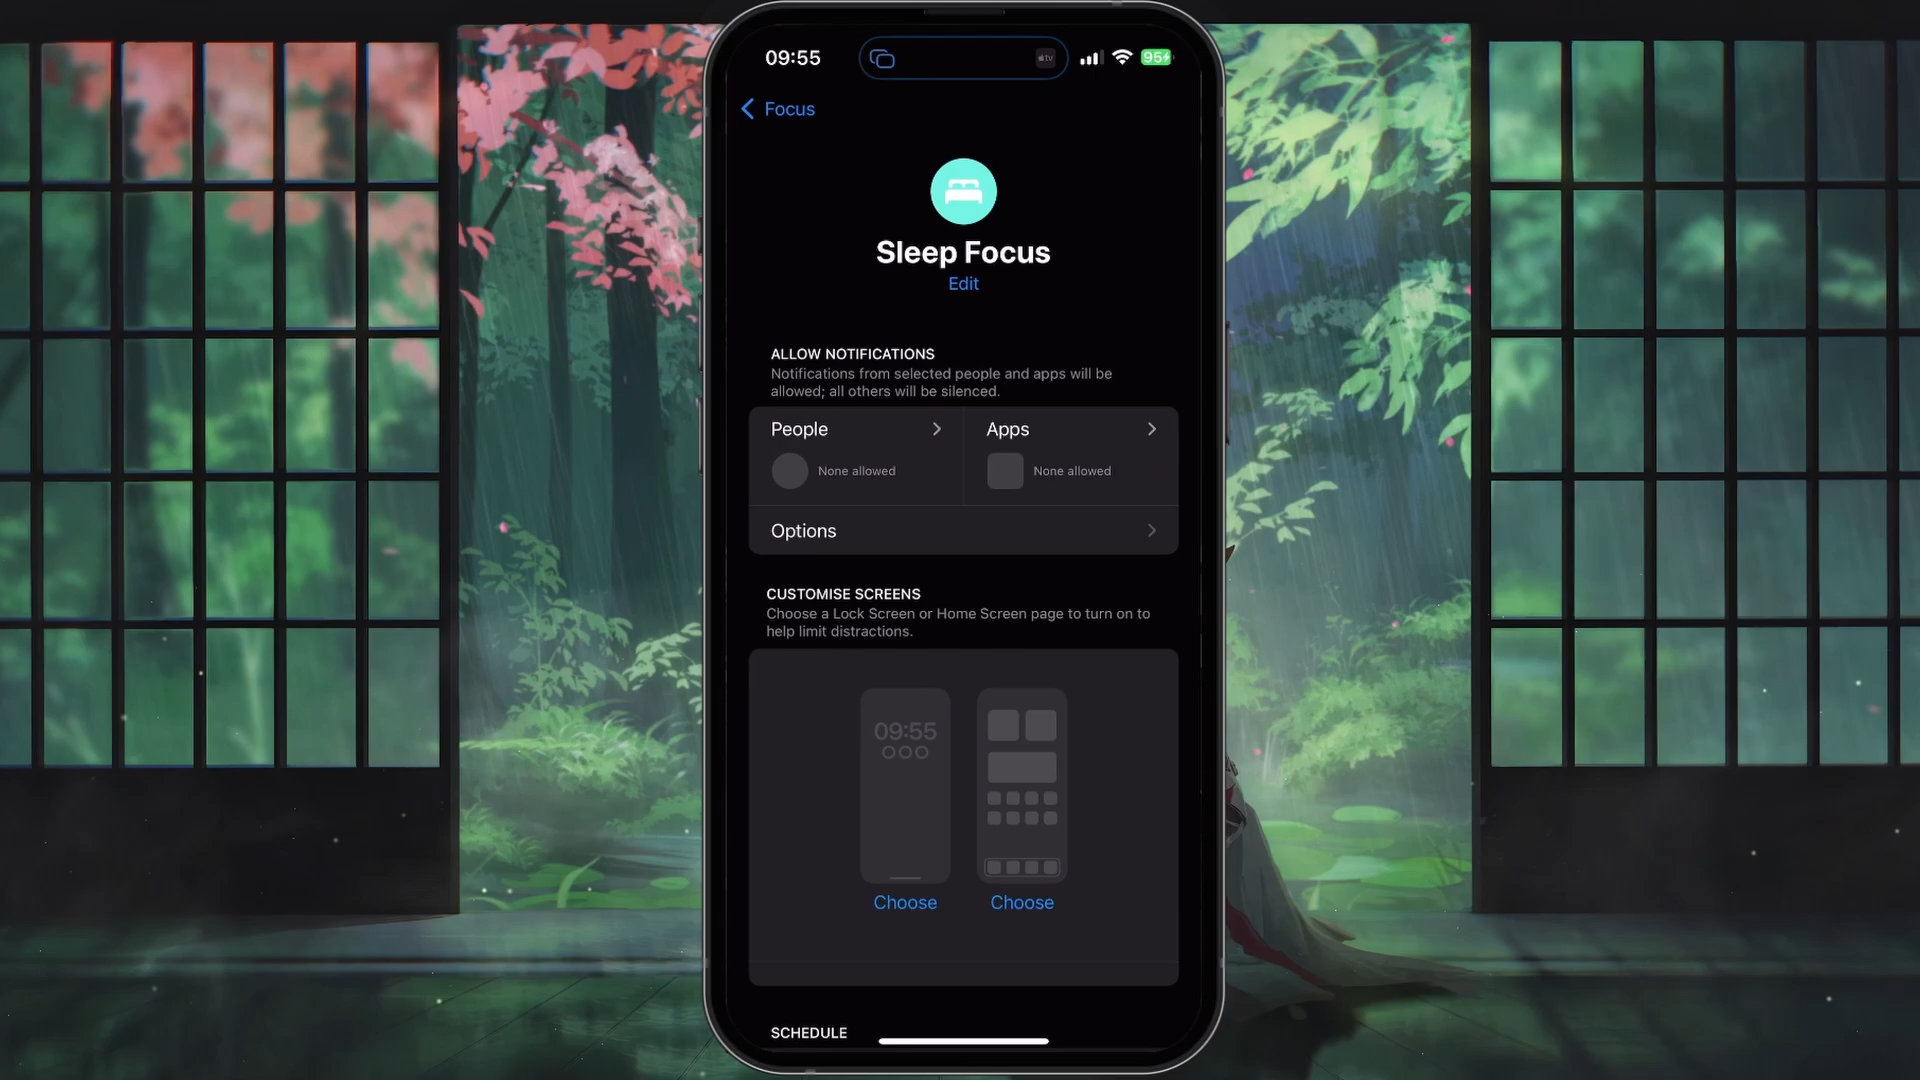 09:55
tv
95
Focus
Sleep Focus
Edit
ALLOW NOTIFICATIONS
Notifications from selected people and apps will be
allowed; all others will be silenced.
People
Apps
None allowed
None allowed
Options
CUSTOMISE SCREENS
Choose a Lock Screen or Home Screen page to turn on to
help limit distractions.
09:55
Choose
Choose
SCHEDULE